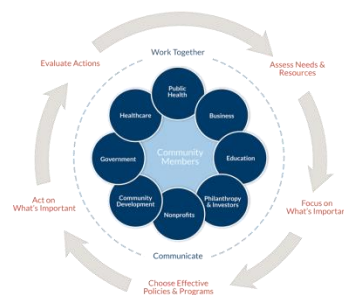 Work Together
Evaluate Actions
Assess Needs &
Resources
Public
Health
Healthcare
Business
Community
Members
Government
Education
Community
Development
Philanthropy
& Investors
Nonprofits
Act on
What's Important
Focus on
What's Important
Communicate
Choose Effective
Policies & Programs